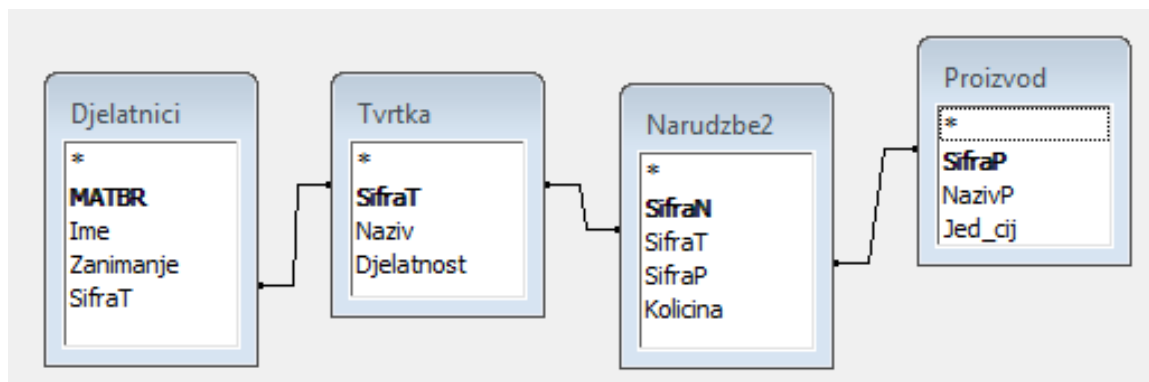 Djelatnici
*
MATBR
Ime
Zanimanje
SifraT
Tvrtka
*
SifraT
Naziv
Djelatnost
Narudzbe2
*
SifraN
SifraT
SifraP
Kolicina
Proizvod
*
SifraP
NazivP
Jed_cij